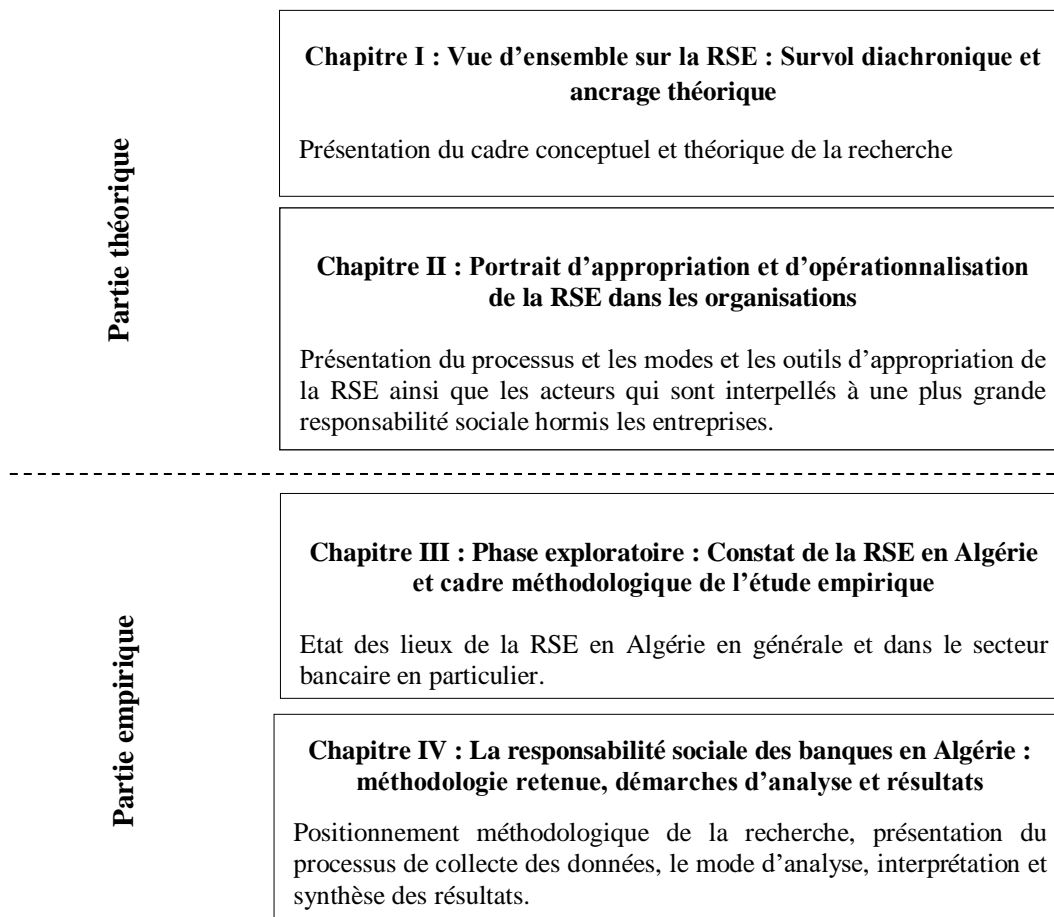 Partie théorique
Chapitre I : Vue d’ensemble sur la RSE : Survol diachronique et
ancrage théorique
Présentation du cadre conceptuel et théorique de la recherche
Chapitre II : Portrait d’appropriation et d’opérationnalisation
de la RSE dans les organisations
Présentation du processus et les modes et les outils d’appropriation de
la RSE ainsi que les acteurs qui sont interpellés à une plus grande
responsabilité sociale hormis les entreprises.
Partie empirique
Chapitre III : Phase exploratoire : Constat de la RSE en Algérie
et cadre méthodologique de l’étude empirique
Etat des lieux de la RSE en Algérie en générale et dans le secteur
bancaire en particulier.
Chapitre IV : La responsabilité sociale des banques en Algérie :
méthodologie retenue, démarches d’analyse et résultats
Positionnement méthodologique de la recherche, présentation du
processus de collecte des données, le mode d’analyse, interprétation et
synthèse des résultats.